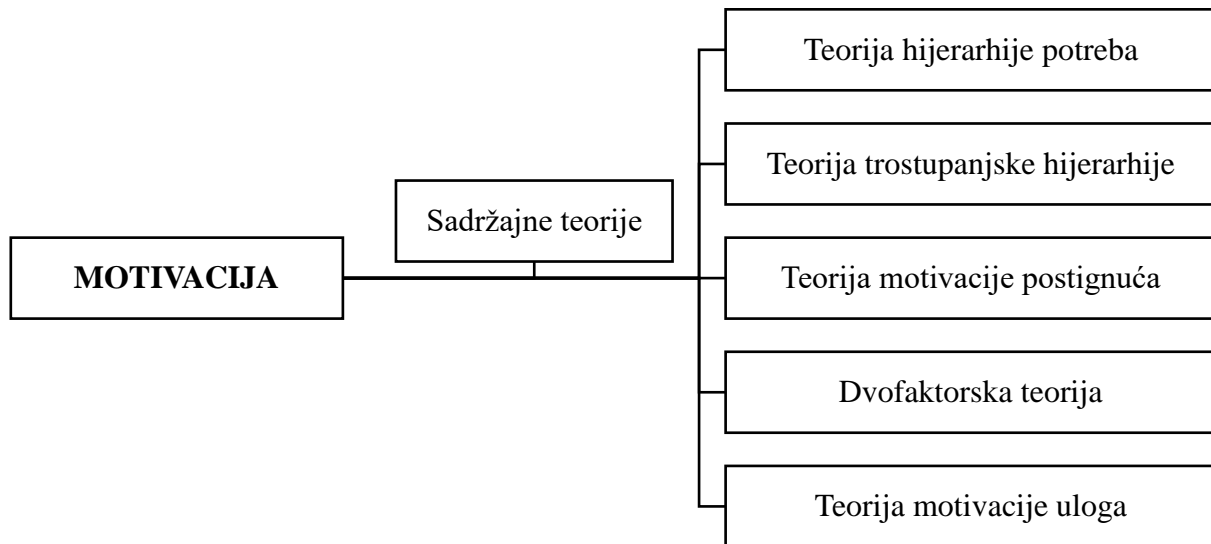 MOTIVACIJA
Sadržajne teorije
Teorija hijerarhije potreba
Teorija trostupanjske hijerarhije
Teorija motivacije postignuća
Dvofaktorska teorija
Teorija motivacije uloga